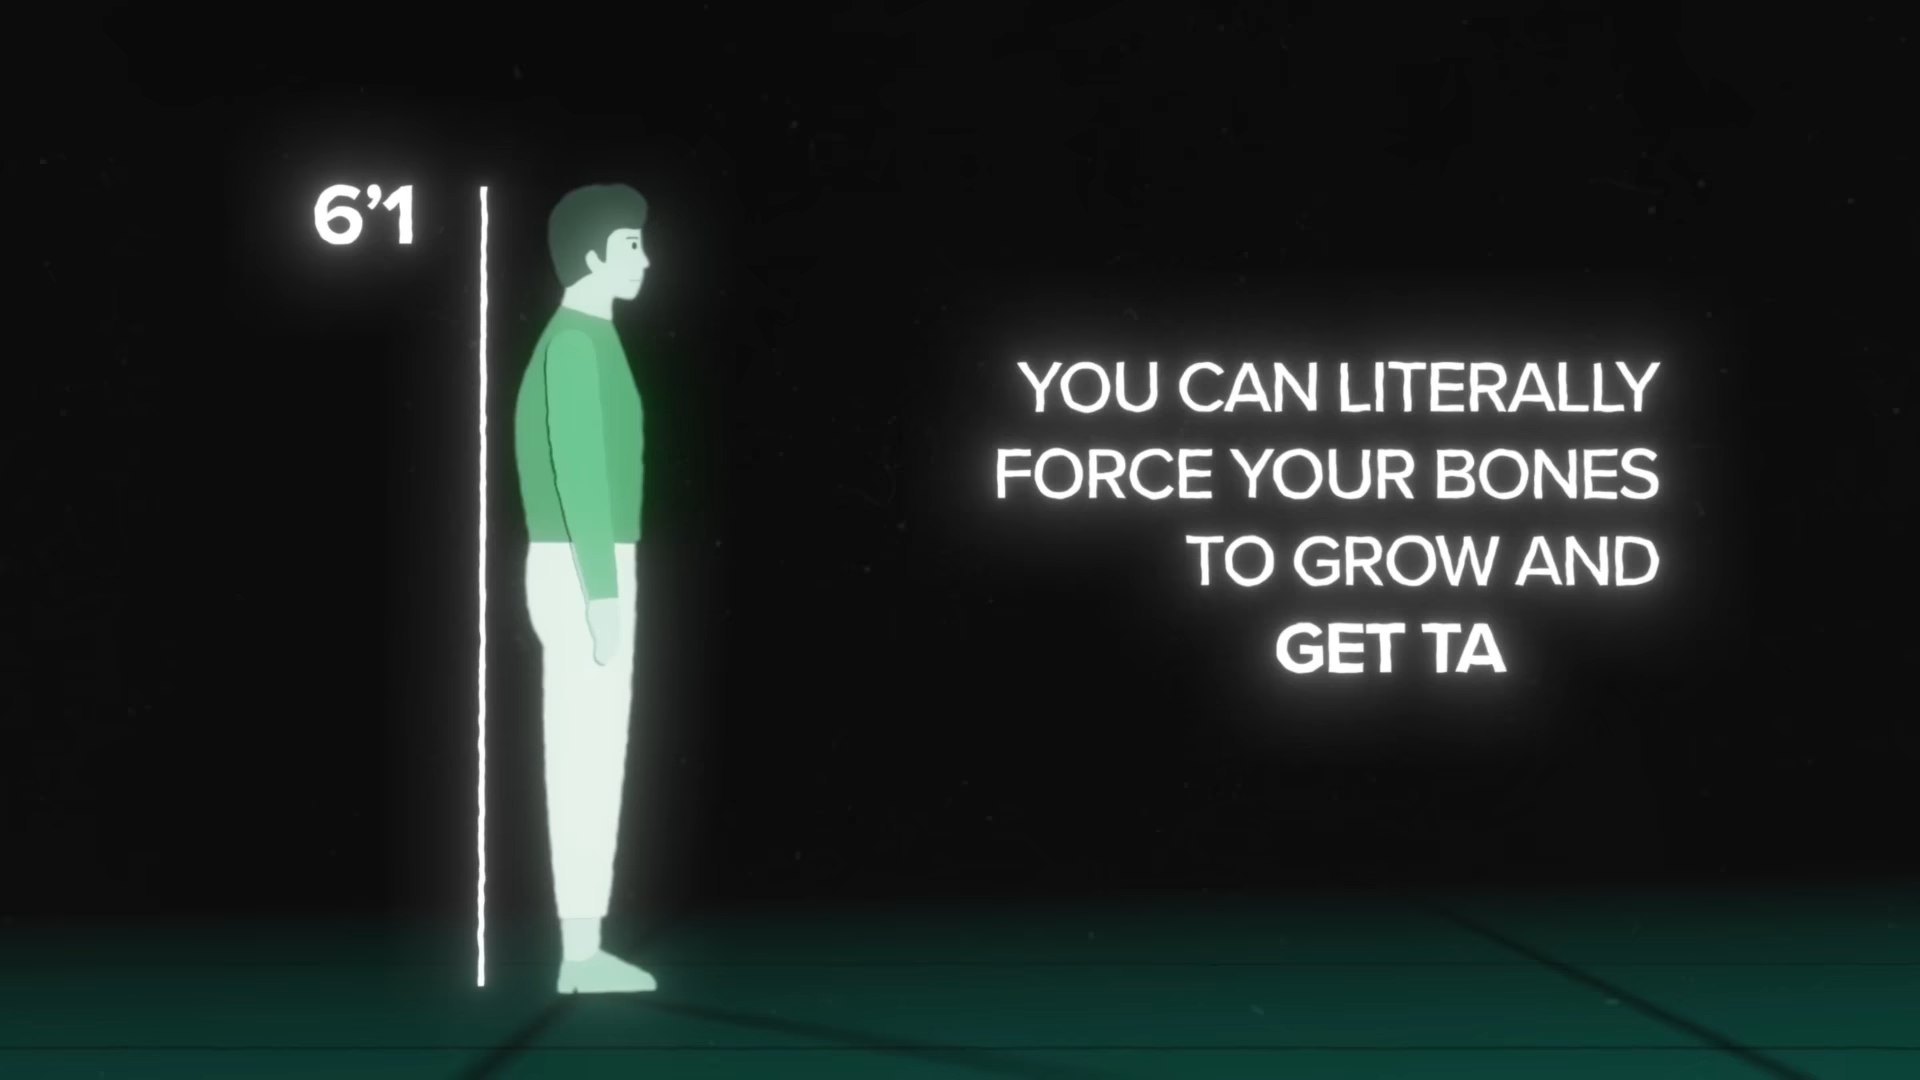 6’1
YOU CAN LITERALLY
FORCE YOUR BONES
TO GROW AND
GET TA